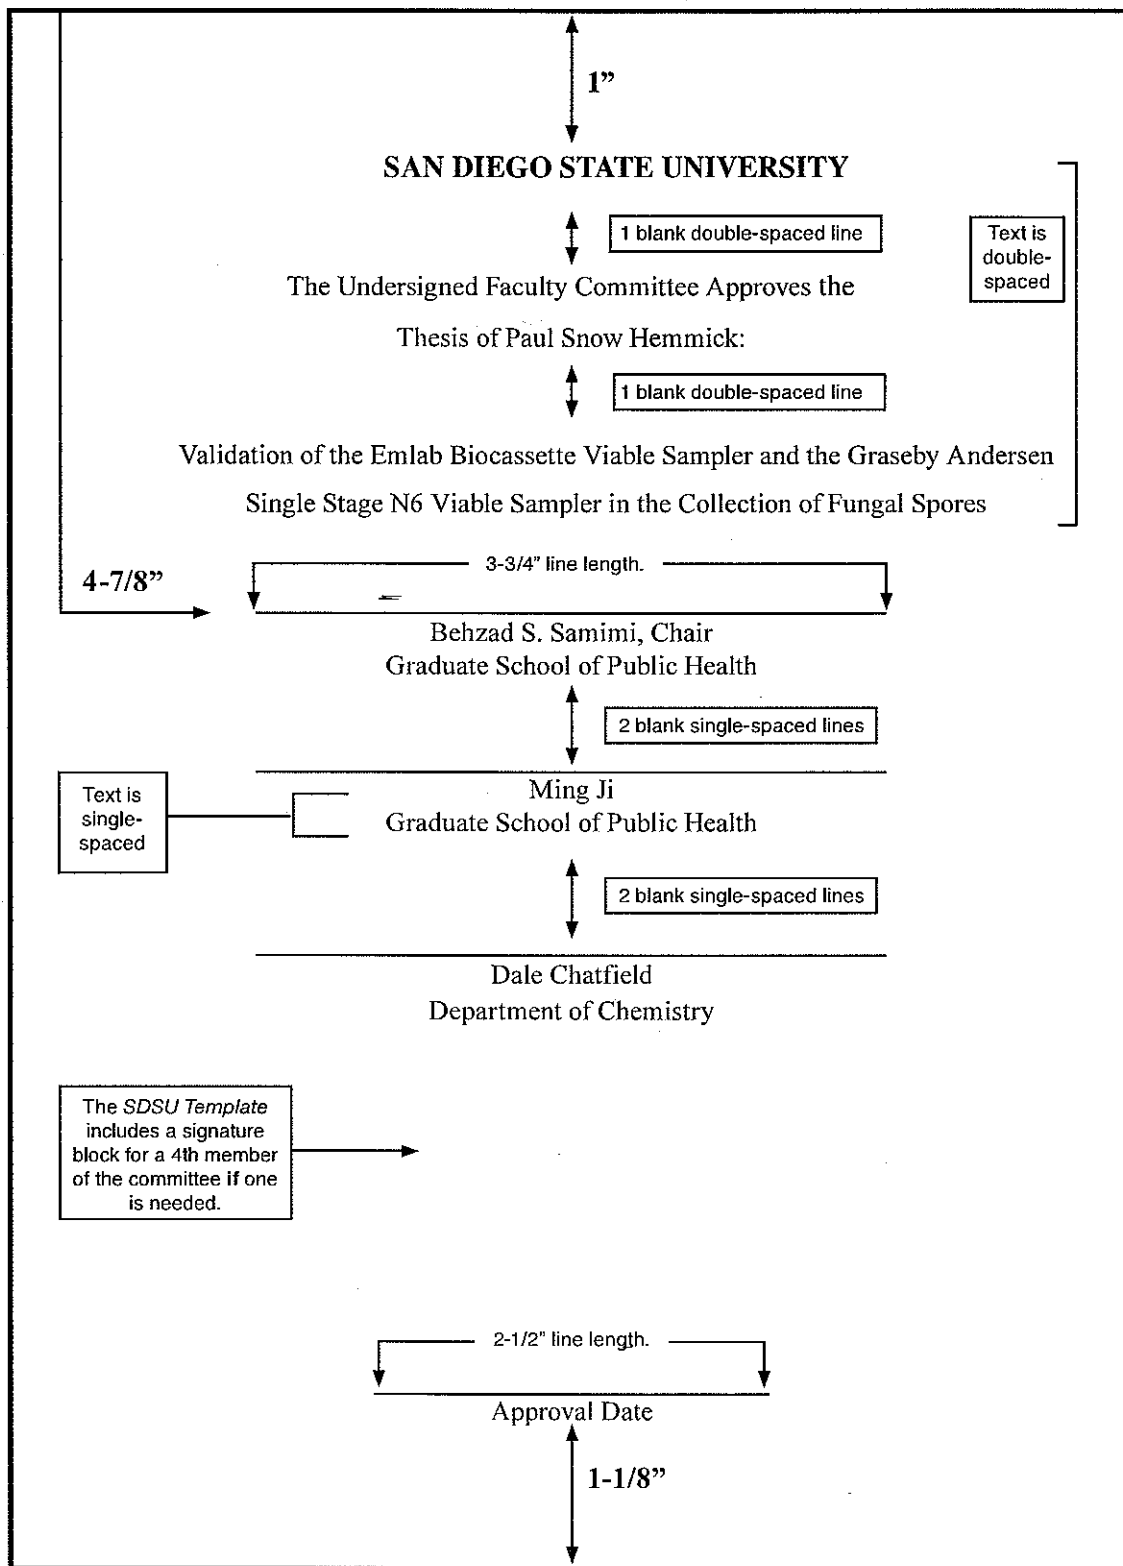 1”
SAN DIEGO STATE UNIVERSITY
1 blank double-spaced line
Text is
double-
spaced
The Undersigned Faculty Committee Approves the
Thesis of Paul Snow Hemmick:
1 blank double-spaced line
Validation of the Emlab Biocassette Viable Sampler and the Graseby Andersen
Single Stage N6 Viable Sampler in the Collection of Fungal Spores
3-3/4” line length.
4-7/8”
Behzad S. Samimi, Chair
Graduate School of Public Health
2 blank single-spaced lines
Text is
single-
spaced
Ming Ji
Graduate School of Public Health
2 blank single-spaced lines
Dale Chatfield
Department of Chemistry
The SDSU Template
includes a signature
block for a 4th member
of the committee if one
is needed.
2-1/2” line length.
Approval Date
1-1/8”